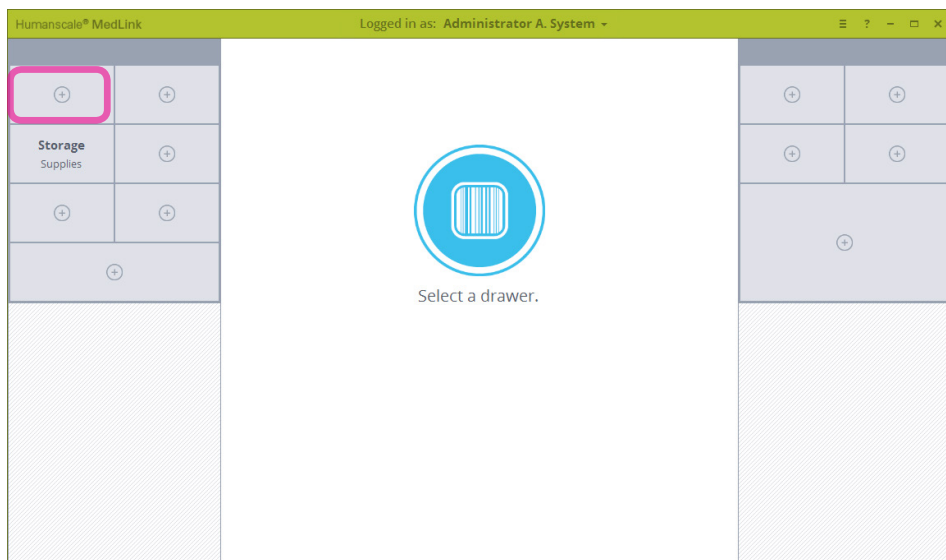 Humanscale® MedLink
Logged in as: Administrator A. System
?
Storage
Supplies
Select a drawer.